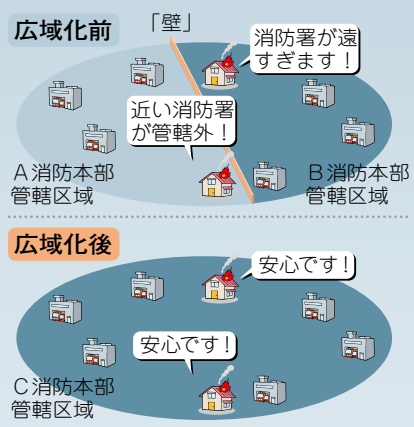 広域化前
「壁」
消防署が遠
すぎます！
近い消防署
が管轄外！
A消防本部
管轄区域
B消防本部
管轄区域
広域化後
安心です！
安心です！
C消防本部
管轄区域